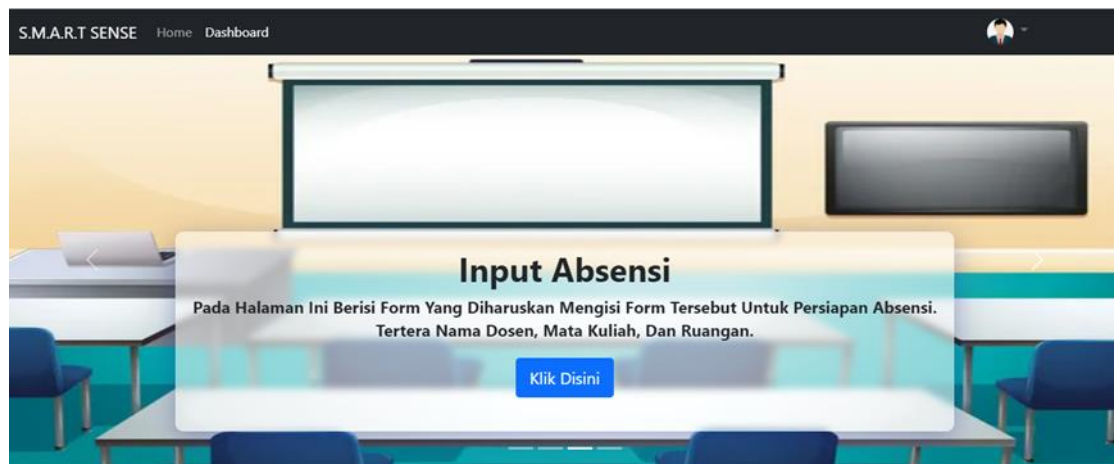 S.M.A.R.T SENSE Home Dashboard
Input Absensi
Pada Halaman Ini Berisi Form Yang Diharuskan Mengisi Form Tersebut Untuk Persiapan Absensi.
Tertera Nama Dosen, Mata Kuliah, Dan Ruangan.
Klik Disini